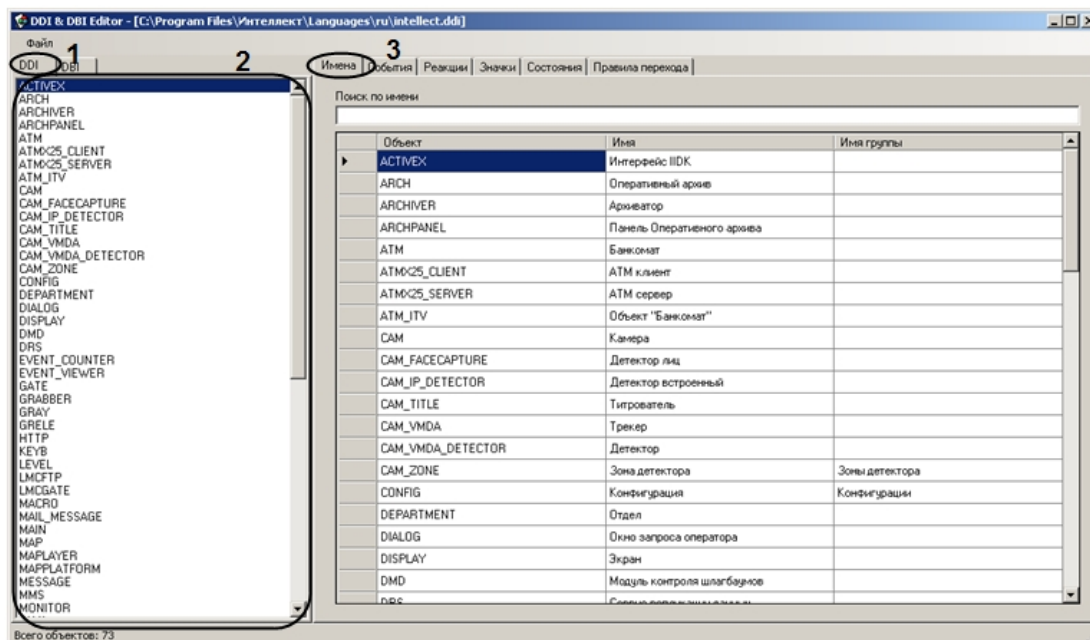 DDI & DBI Editor - [C:\Program Files\Интеллект\Languages\ru\intellect.ddi]
Файл
1 2 3
DDI DBI
Имена События Реакции Значки Состояния Правила перехода
ACTIVEX
ARCH
ARCHIVER
ARCHPANEL
ATM
ATMX25_CLIENT
ATMX25_SERVER
ATM_ITV
CAM
CAM_FACECAPTURE
CAM_IP_DETECTOR
CAM_TITLE
CAM_VMDA
CAM_VMDA_DETECTOR
CAM_ZONE
CONFIG
DEPARTMENT
DIALOG
DISPLAY
DMD
DRS
EVENT_COUNTER
EVENT_VIEWER
GATE
GRABBER
GRAY
GRELE
HTTP
KEYB
LEVEL
LMCFTP
LMCGATE
MACRO
MAIL_MESSAGE
MAIN
MAP
MAPLAYER
MAPPLATFORM
MESSAGE
MMS
MONITOR
Поиск по имени
Объект Имя Имя группы
ACTIVEX Интерфейс IIDK
ARCH Оперативный архив
ARCHIVER Архиватор
ARCHPANEL Панель Оперативного архива
ATM Банкомат
ATMX25_CLIENT ATM клиент
ATMX25_SERVER ATM сервер
ATM_ITV Объект "Банкомат"
CAM Камера
CAM_FACECAPTURE Детектор лиц
CAM_IP_DETECTOR Детектор встроенный
CAM_TITLE Титрователь
CAM_VMDA Трекер
CAM_VMDA_DETECTOR Детектор
CAM_ZONE Зона детектора Зоны детектора
CONFIG Конфигурация Конфигурации
DEPARTMENT Отдел
DIALOG Окно запроса оператора
DISPLAY Экран
DMD Модуль контроля шлагбаумов
DRS
Всего объектов: 73